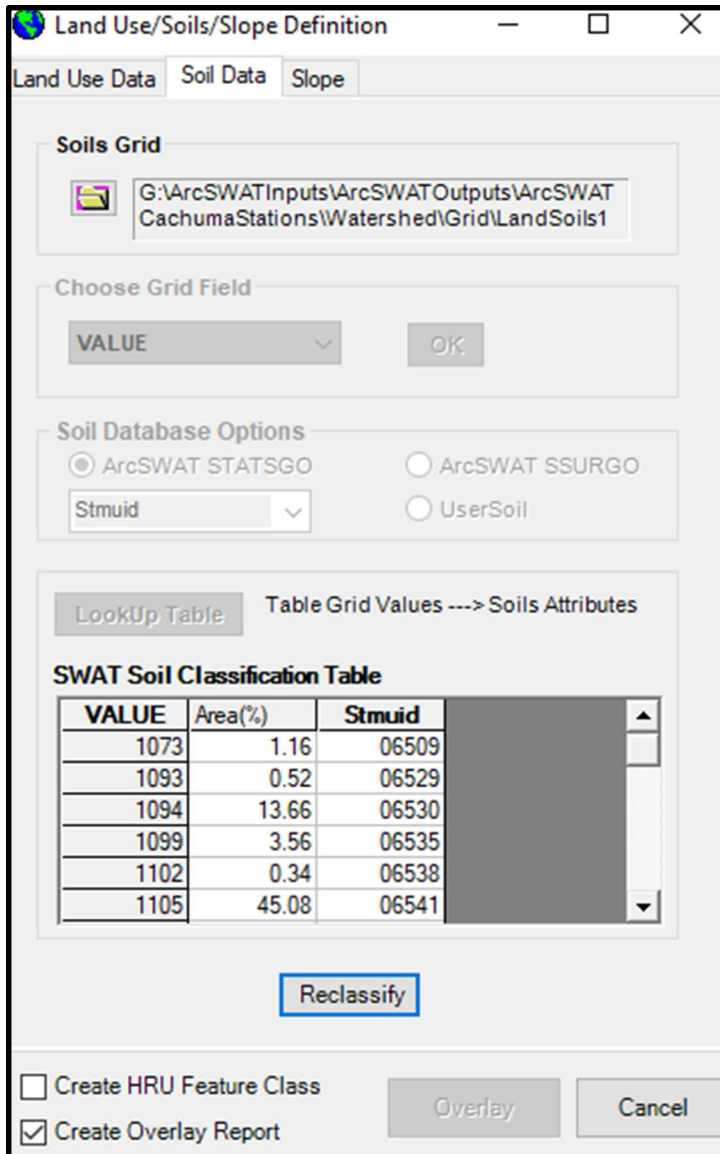 Land Use/Soils/Slope Definition
Land Use Data Soil Data Slope
Soils Grid
G:\ArcSWATInputs\ArcSWATOutputs\ArcSWAT
CachumaStations\Watershed\Grid\LandSoils1
Choose Grid Field
VALUE OK
Soil Database Options
ArcSWAT STATSGO ArcSWAT SSURGO
Stmuid UserSoil
LookUp Table Table Grid Values ---> Soils Attributes
SWAT Soil Classification Table
VALUE Area(%) Stmuid
1073 1.16 06509
1093 0.52 06529
1094 13.66 06530
1099 3.56 06535
1102 0.34 06538
1105 45.08 06541
Reclassify
Create HRU Feature Class
Overlay Cancel
Create Overlay Report